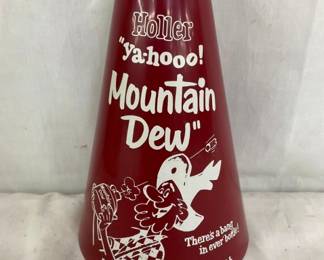 Holler
"ya-hooo!
Mountain
Dew"
There's a bang
in ever bottle!